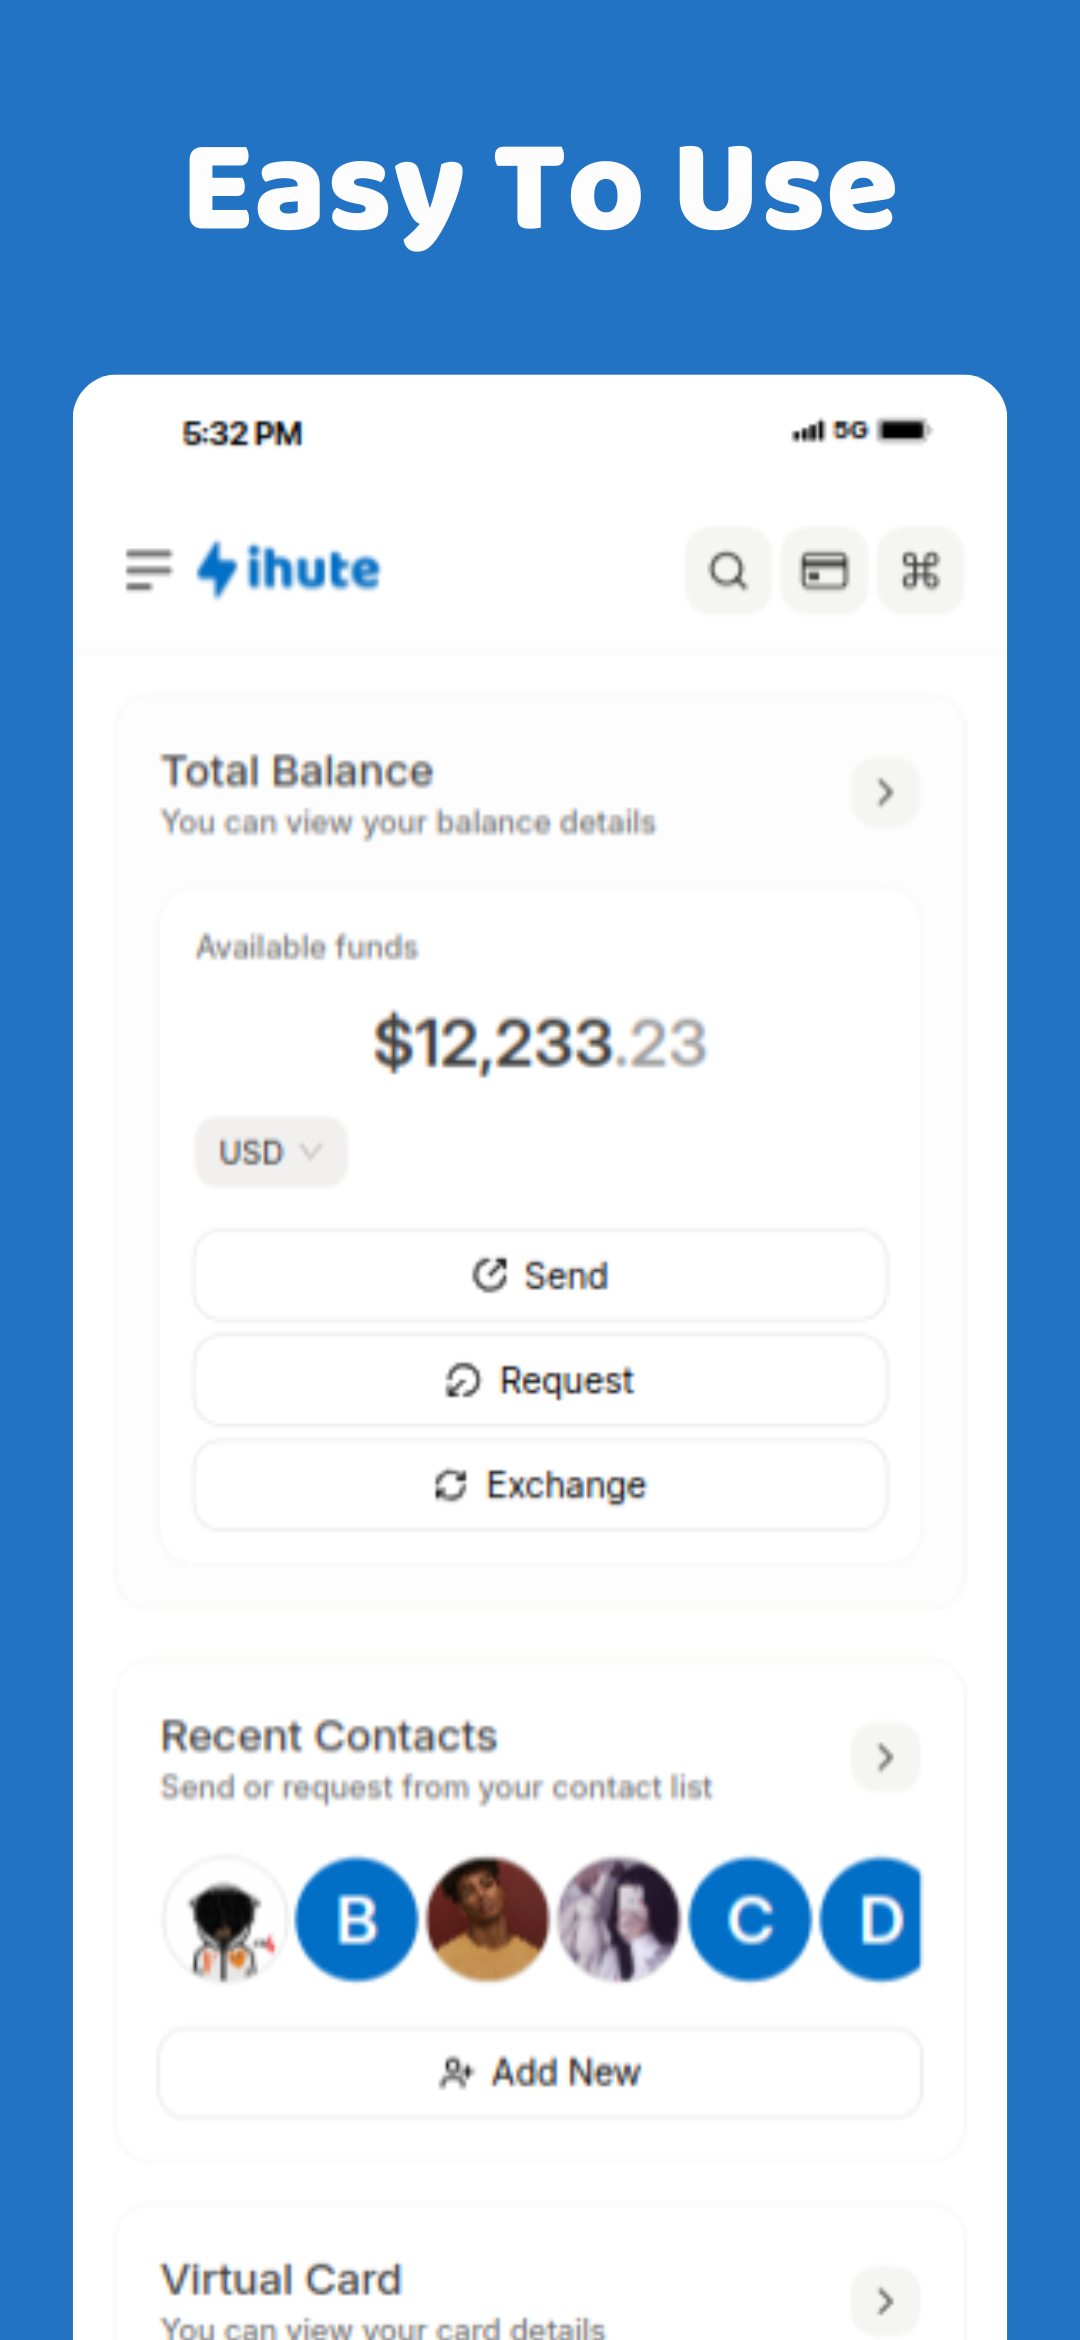 Easy To Use
5:32 PM
5G
ihute
Total Balance
You can view your balance details
Available funds
$12,233.23
USD
Send
Request
Exchange
Recent Contacts
Send or request from your contact list
B
C
D
Add New
Virtual Card
You can view your card details